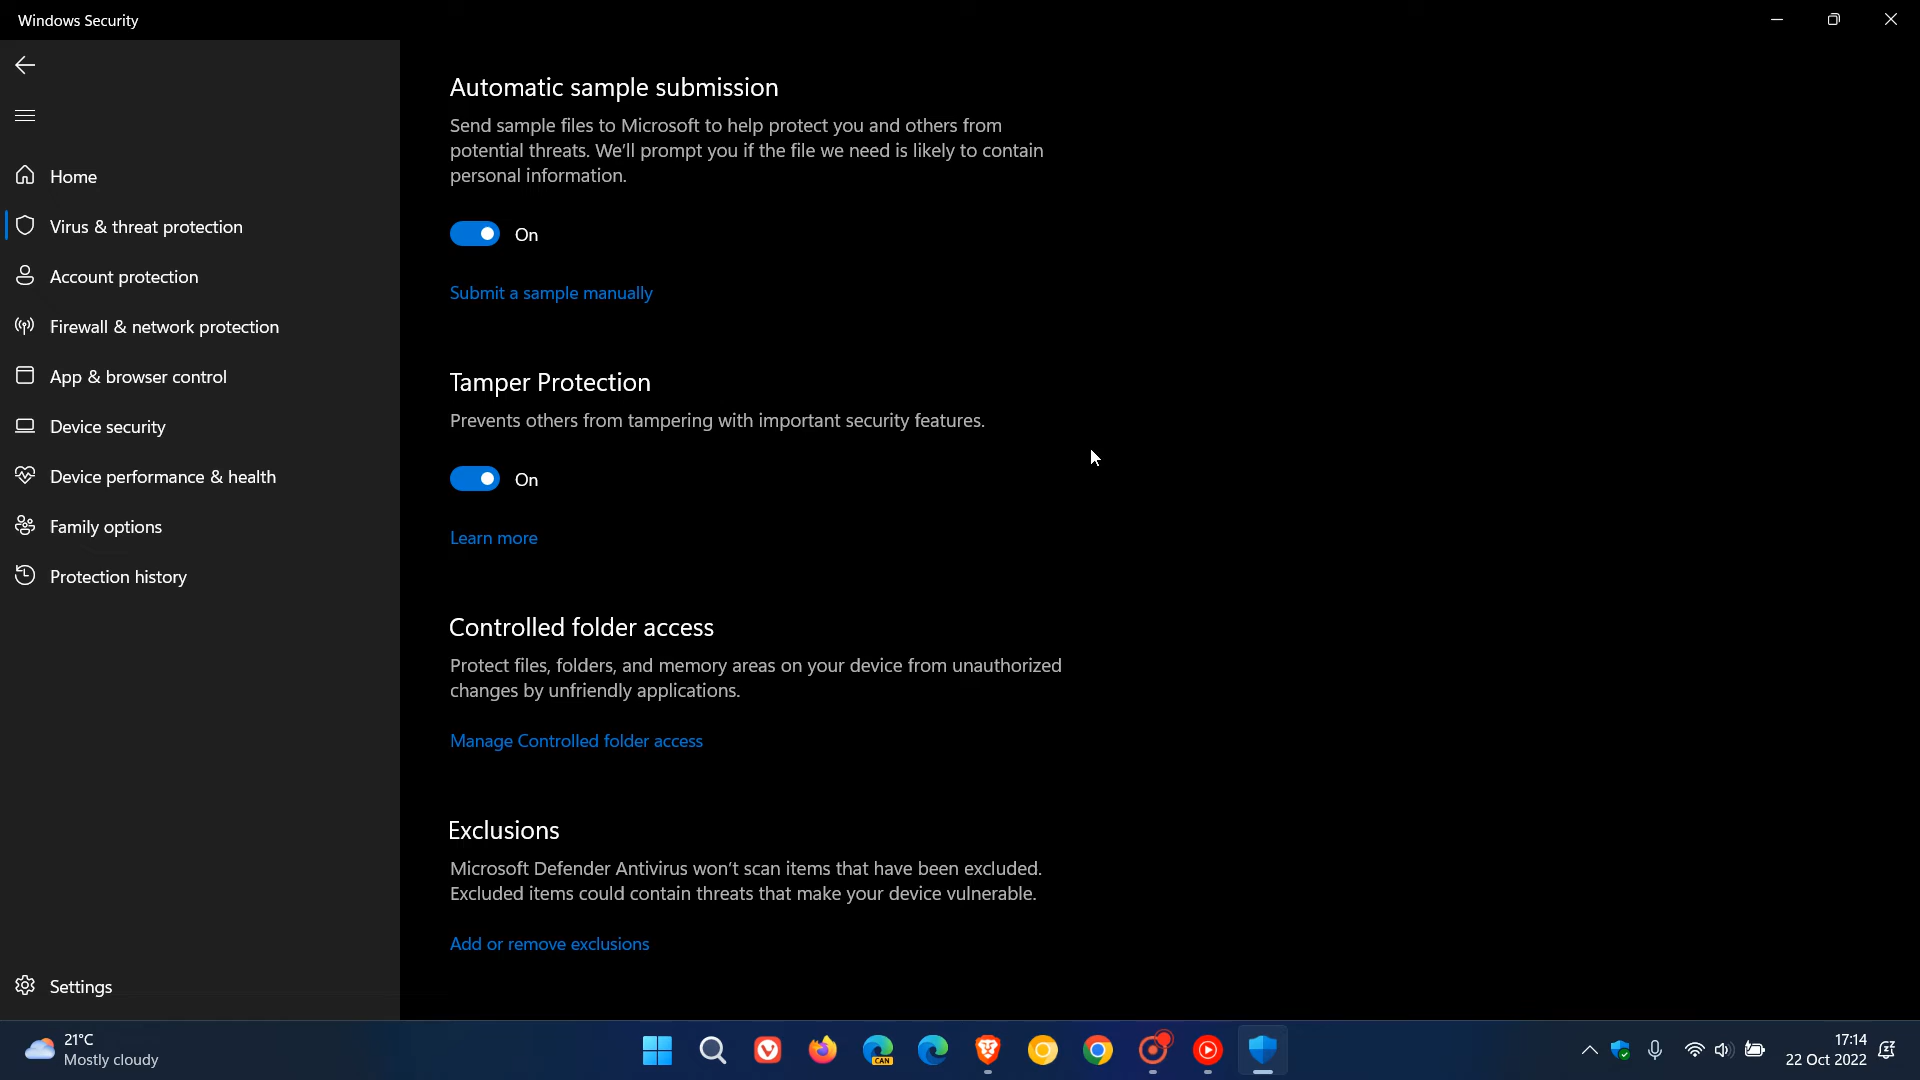 Windows Security
Home
Virus & threat protection
Account protection
Firewall & network protection
App & browser control
Device security
Device performance & health
Family options
Protection history
Settings
Automatic sample submission
Send sample files to Microsoft to help protect you and others from
potential threats. We'll prompt you if the file we need is likely to contain
personal information.
On
Submit a sample manually
Tamper Protection
Prevents others from tampering with important security features.
On
Learn more
Controlled folder access
Protect files, folders, and memory areas on your device from unauthorized
changes by unfriendly applications.
Manage Controlled folder access
Exclusions
Microsoft Defender Antivirus won't scan items that have been excluded.
Excluded items could contain threats that make your device vulnerable.
Add or remove exclusions
21°C
Mostly cloudy
CAN
17:14
22 Oct 2022